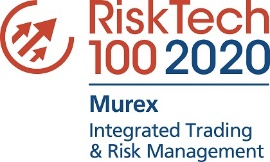 RiskTech
100 2020
Murex
Integrated Trading
& Risk Management